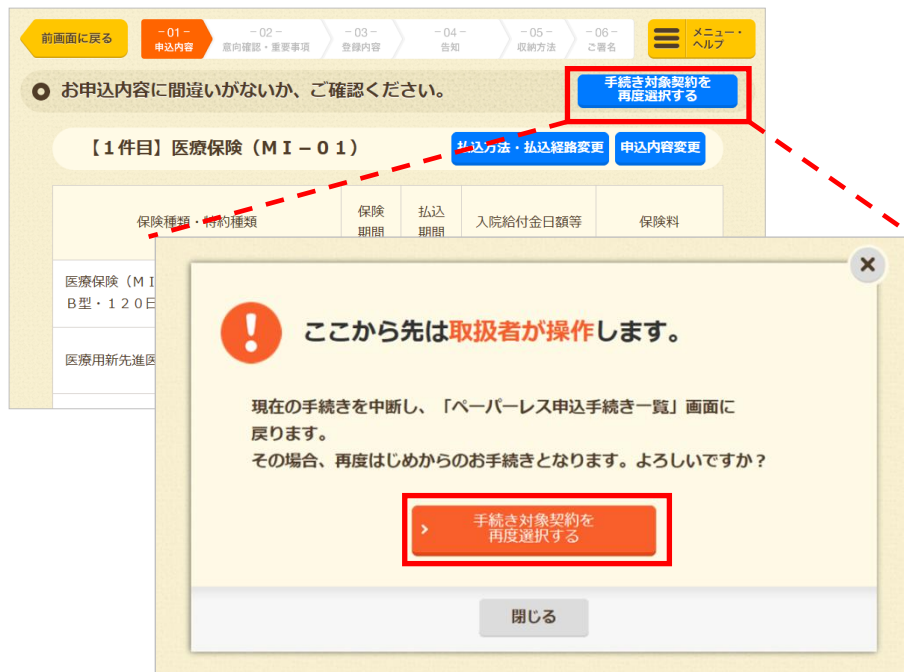 前画面に戻る
-01-
申込内容
-02-
意向確認・重要事項
-03-
登録内容
-04-
告知
-05-
収納方法
-06-
ご署名
メニュー・
ヘルプ
お申込内容に間違いがないか、ご確認ください。
手続き対象契約を
再度選択する
【1件目】医療保険(MI-01)
払込方法・払込経路変更
申込内容変更
保険種類・特約種類
保険
期間
払込
期間
入院給付金日額等
保険料
医療保険(MI
B型・120日
医療用新先進医
ここから先は取扱者が操作します。
現在の手続きを中断し、「ペーパーレス申込手続き一覧」画面に
戻ります。
その場合、再度はじめからのお手続きとなります。よろしいですか?
手続き対象契約を
再度選択する
閉じる